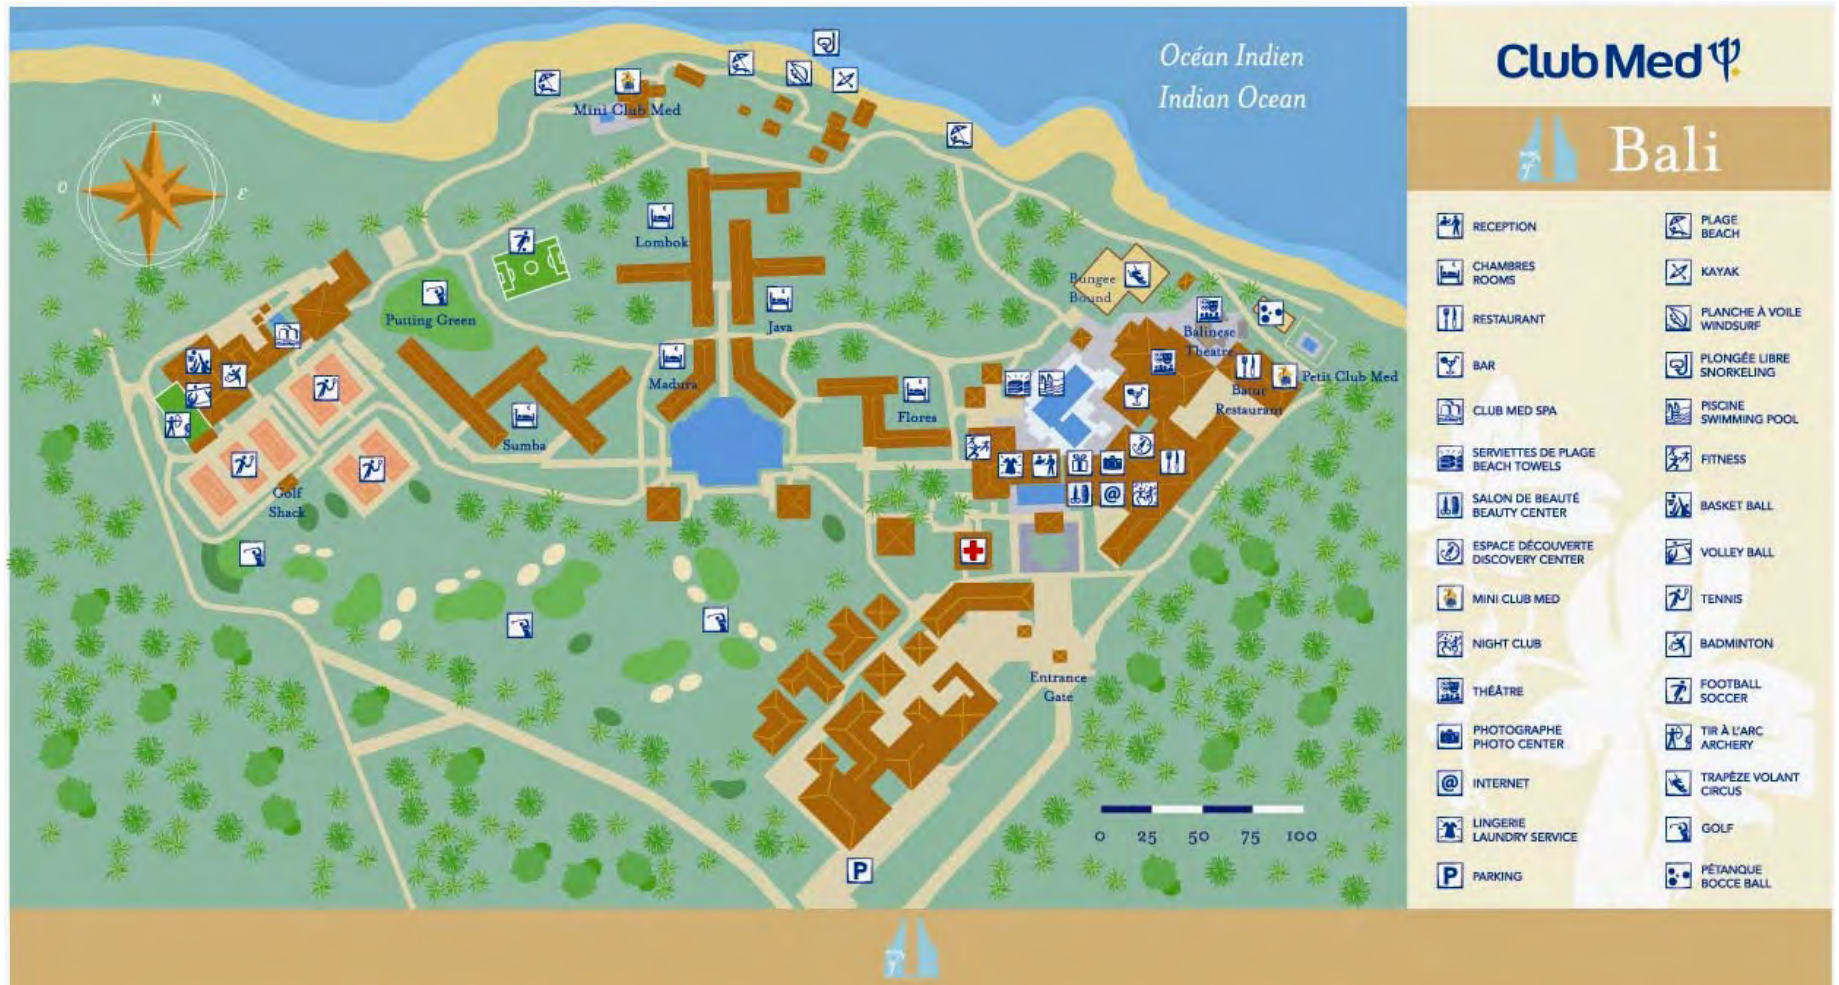 Océan Indien
Indian Ocean
N
O
E
Mini Club Med
Lombok
Bungee
Bound
Putting Green
Java
Balinese
Theatre
Madura
Petit Club Med
Batur
Restaurant
Flores
Sumba
Golf
Shack
Entrance
Gate
0 25 50 75 100
P
@
Club Med
Bali
RECEPTION
CHAMBRES
ROOMS
RESTAURANT
BAR
CLUB MED SPA
SERVIETTES DE PLAGE
BEACH TOWELS
SALON DE BEAUTÉ
BEAUTY CENTER
ESPACE DÉCOUVERTE
DISCOVERY CENTER
MINI CLUB MED
NIGHT CLUB
THÉÂTRE
PHOTOGRAPHE
PHOTO CENTER
@ INTERNET
LINGERIE
LAUNDRY SERVICE
P PARKING
PLAGE
BEACH
KAYAK
PLANCHE À VOILE
WINDSURF
PLONGÉE LIBRE
SNORKELING
PISCINE
SWIMMING POOL
FITNESS
BASKET BALL
VOLLEY BALL
TENNIS
BADMINTON
FOOTBALL
SOCCER
TIR À L'ARC
ARCHERY
TRAPÈZE VOLANT
CIRCUS
GOLF
PÉTANQUE
BOCCE BALL